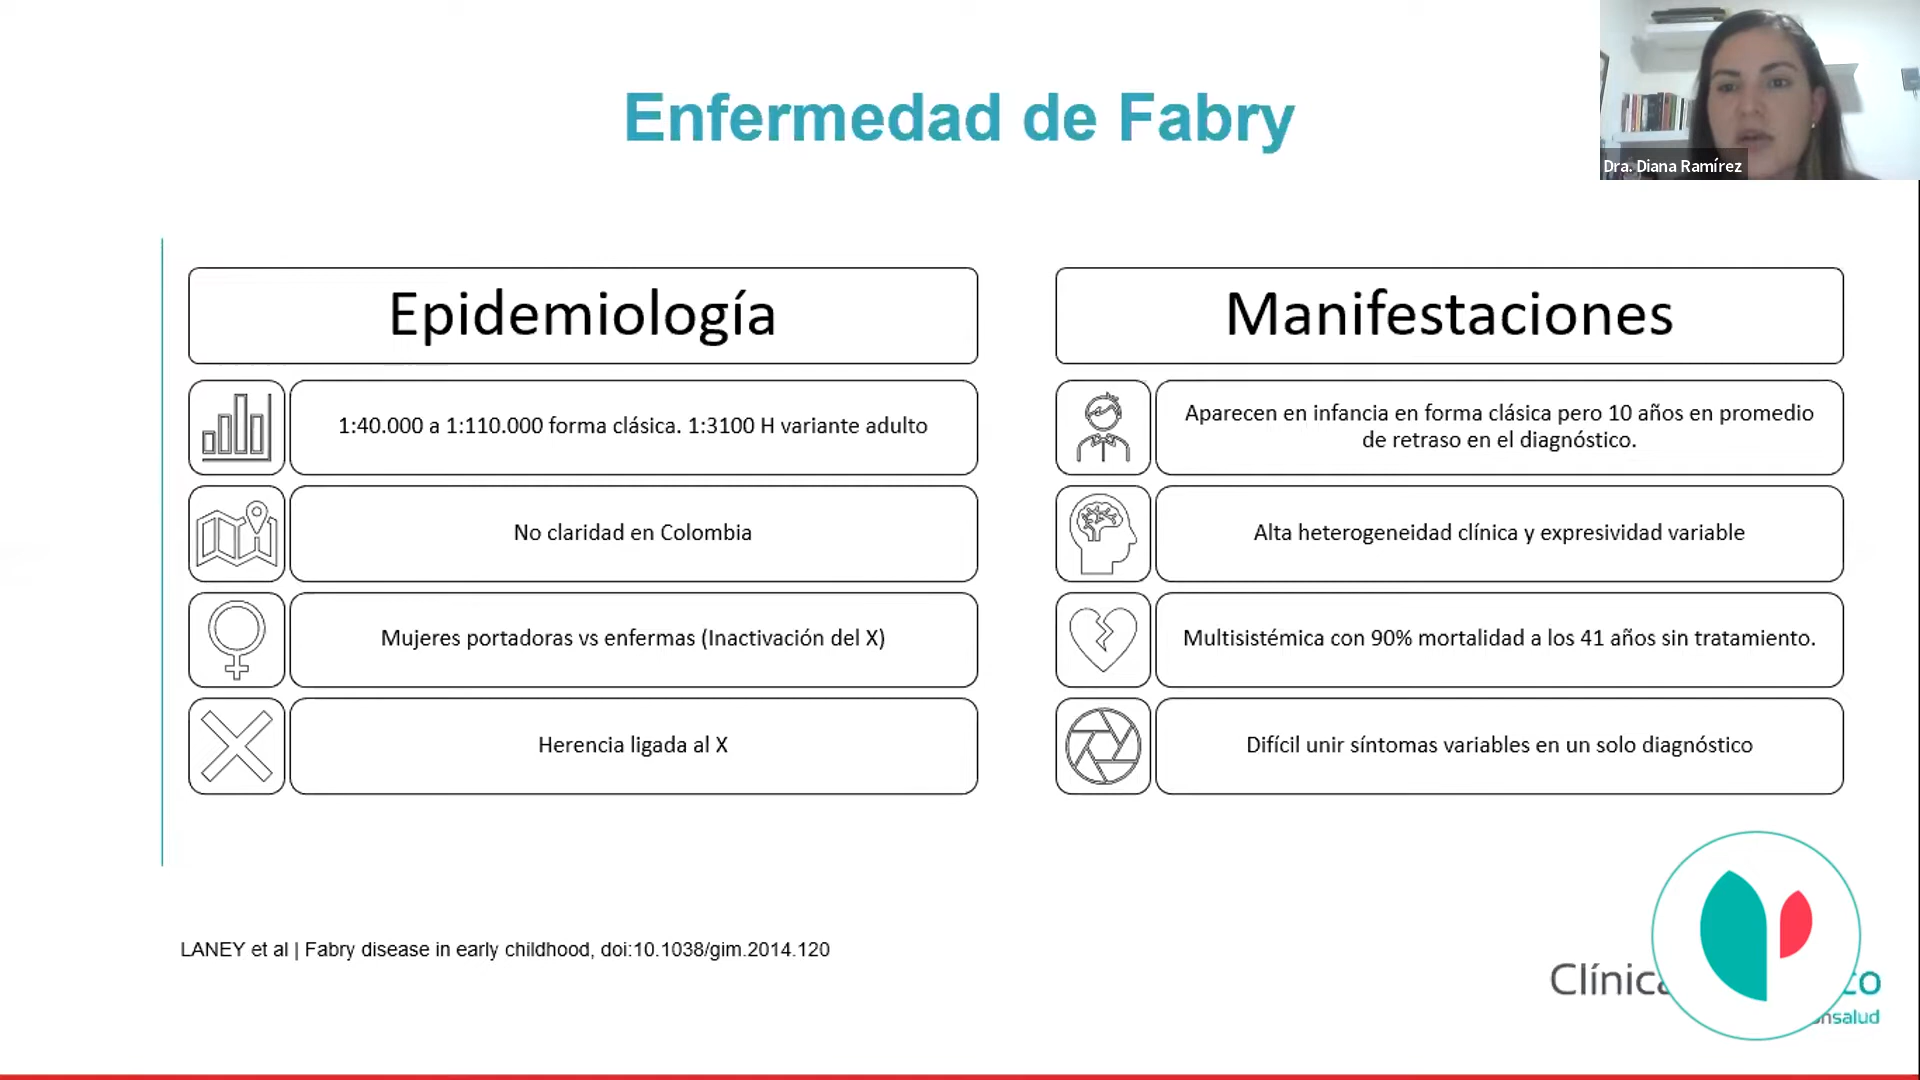 Enfermedad de Fabry
Dra. Diana Ramírez
Epidemiología
1:40.000 a 1:110.000 forma clásica. 1:3100 H variante adulto
No claridad en Colombia
Mujeres portadoras vs enfermas (Inactivación del X)
Herencia ligada al X
Manifestaciones
Aparecen en infancia en forma clásica pero 10 años en promedio
de retraso en el diagnóstico.
Alta heterogeneidad clínica y expresividad variable
Multisistémica con 90% mortalidad a los 41 años sin tratamiento.
Difícil unir síntomas variables en un solo diagnóstico
LANEY et al | Fabry disease in early childhood, doi:10.1038/gim.2014.120
Clínica